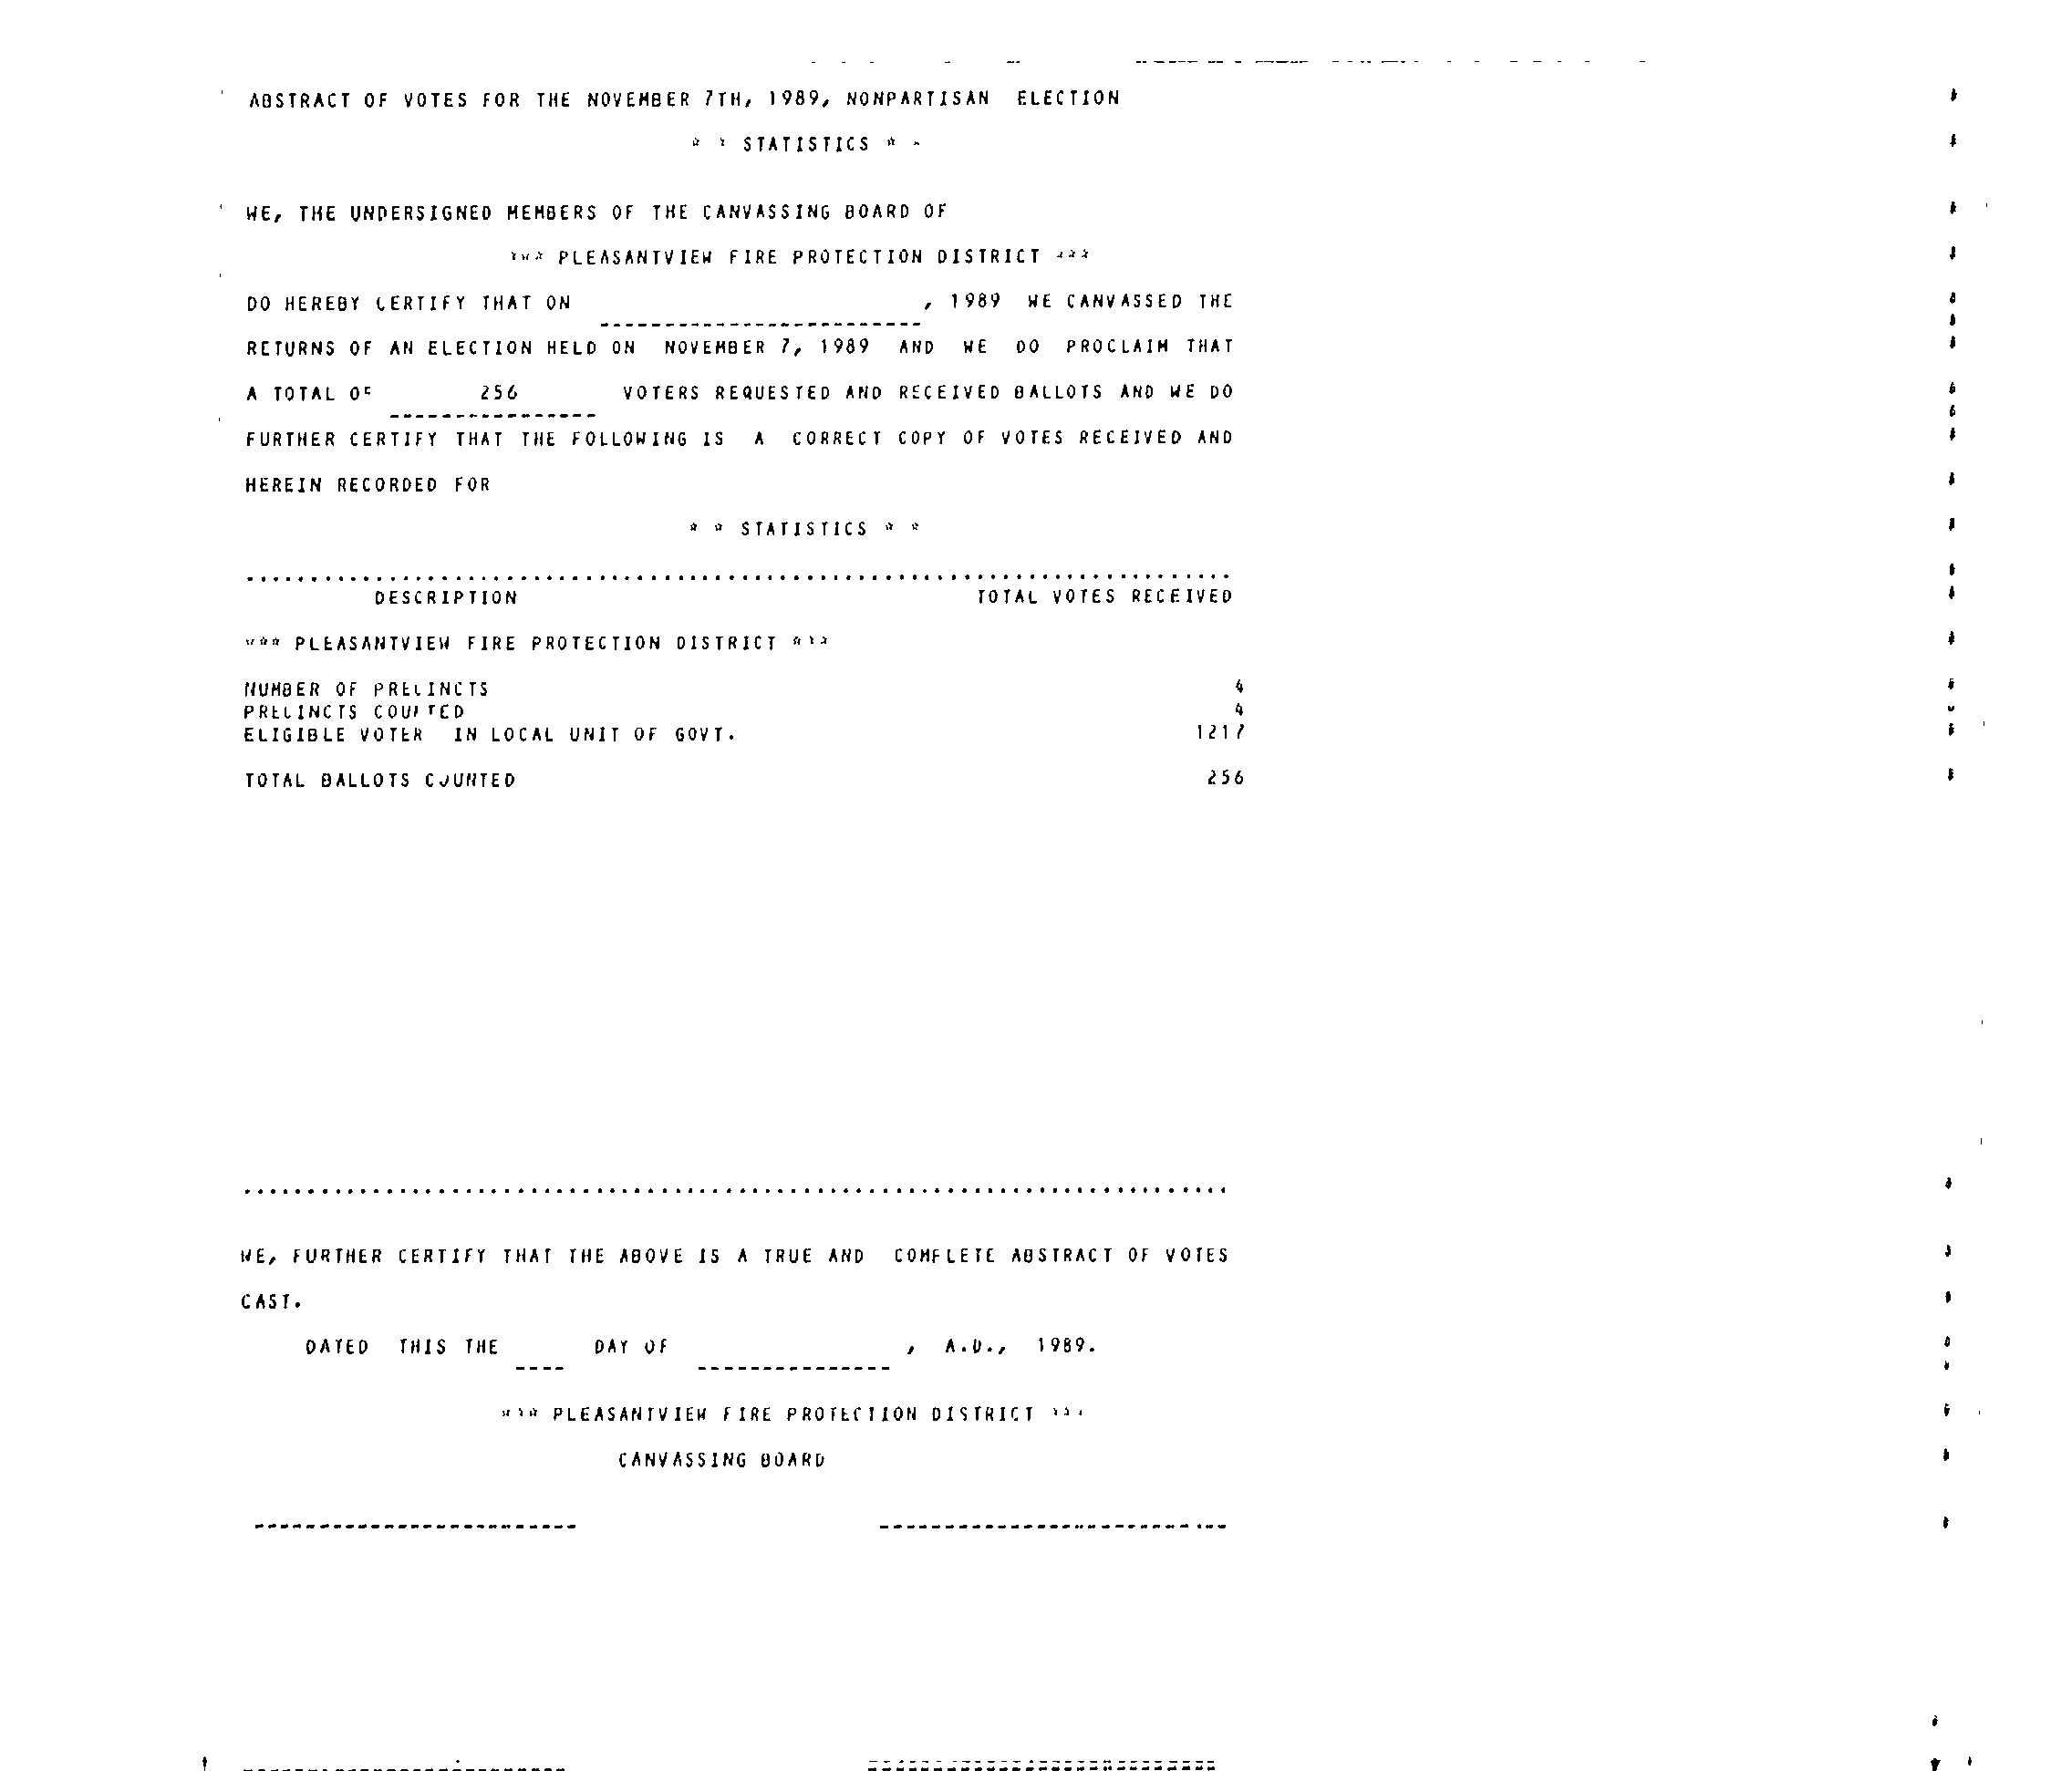 ABSTRACT OF VOTES FOR THE NOVEMBER 7TH, 1989, NONPARTISAN ELECTION
* * STATISTICS * *
WE, THE UNDERSIGNED MEMBERS OF THE CANVASSING BOARD OF
*** PLEASANTVIEW FIRE PROTECTION DISTRICT ***
DO HEREBY CERTIFY THAT ON , 1989 WE CANVASSED THE
RETURNS OF AN ELECTION HELD ON NOVEMBER 7, 1989 AND WE DO PROCLAIM THAT
A TOTAL OF 256 VOTERS REQUESTED AND RECEIVED BALLOTS AND WE DO
FURTHER CERTIFY THAT THE FOLLOWING IS A CORRECT COPY OF VOTES RECEIVED AND
HEREIN RECORDED FOR
* * STATISTICS * *
DESCRIPTION TOTAL VOTES RECEIVED
*** PLEASANTVIEW FIRE PROTECTION DISTRICT ***
NUMBER OF PRECINCTS 4
PRECINCTS COUNTED 4
ELIGIBLE VOTER IN LOCAL UNIT OF GOVT. 1217
TOTAL BALLOTS COUNTED 256
WE, FURTHER CERTIFY THAT THE ABOVE IS A TRUE AND COMPLETE ABSTRACT OF VOTES
CAST.
DATED THIS THE DAY OF , A.D., 1989.
*** PLEASANTVIEW FIRE PROTECTION DISTRICT ***
CANVASSING BOARD